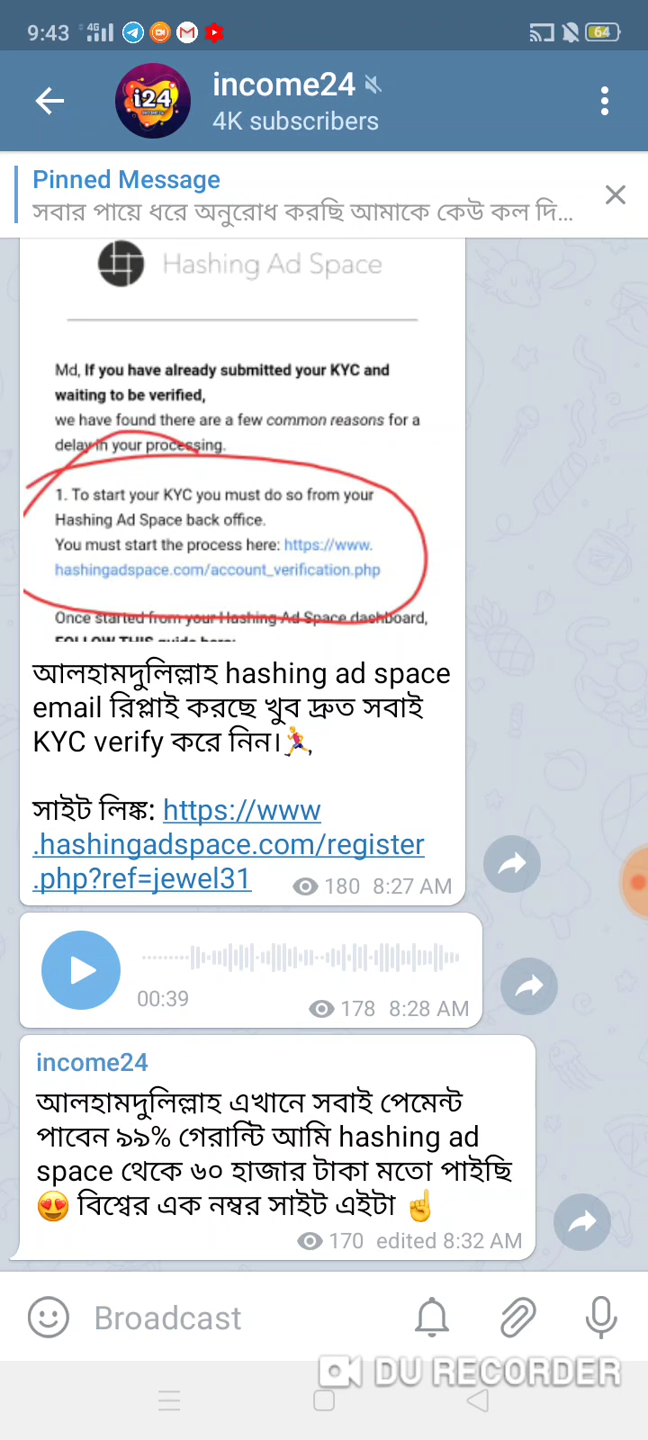 9:43 4G 64
i24
income24
4K subscribers
Pinned Message
সবার পায়ে ধরে অনুরোধ করছি আমাকে কেউ কল দি...
Hashing Ad Space
Md, If you have already submitted your KYC and
waiting to be verified,
we have found there are a few common reasons for a
delay in your processing.
1. To start your KYC you must do so from your
Hashing Ad Space back office.
You must start the process here: https://www.
hashingadspace.com/account_verification.php
Once started from your Hashing Ad Space dashboard,
FOLLOW THIS guide here:
আলহামদুলিল্লাহ hashing ad space
email রিপ্লাই করছে খুব দ্রুত সবাই
KYC verify করে নিন।🏃
সাইট লিঙ্ক: https://www
.hashingadspace.com/register
.php?ref=jewel31 180 8:27 AM
00:39 178 8:28 AM
income24
আলহামদুলিল্লাহ এখানে সবাই পেমেন্ট
পাবেন ৯৯% গেরান্টি আমি hashing ad
space থেকে ৬০ হাজার টাকা মতো পাইছি
😍 বিশ্বের এক নম্বর সাইট এইটা ☝
170 edited 8:32 AM
Broadcast
DU RECORDER